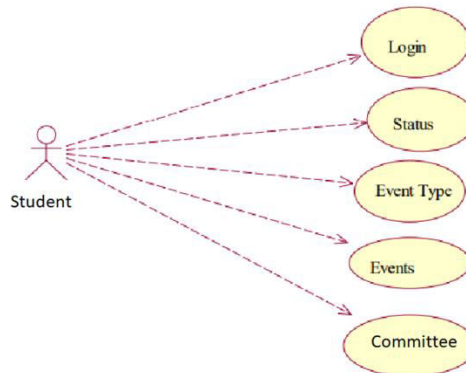 Login
Status
Event Type
Student
Events
Committee